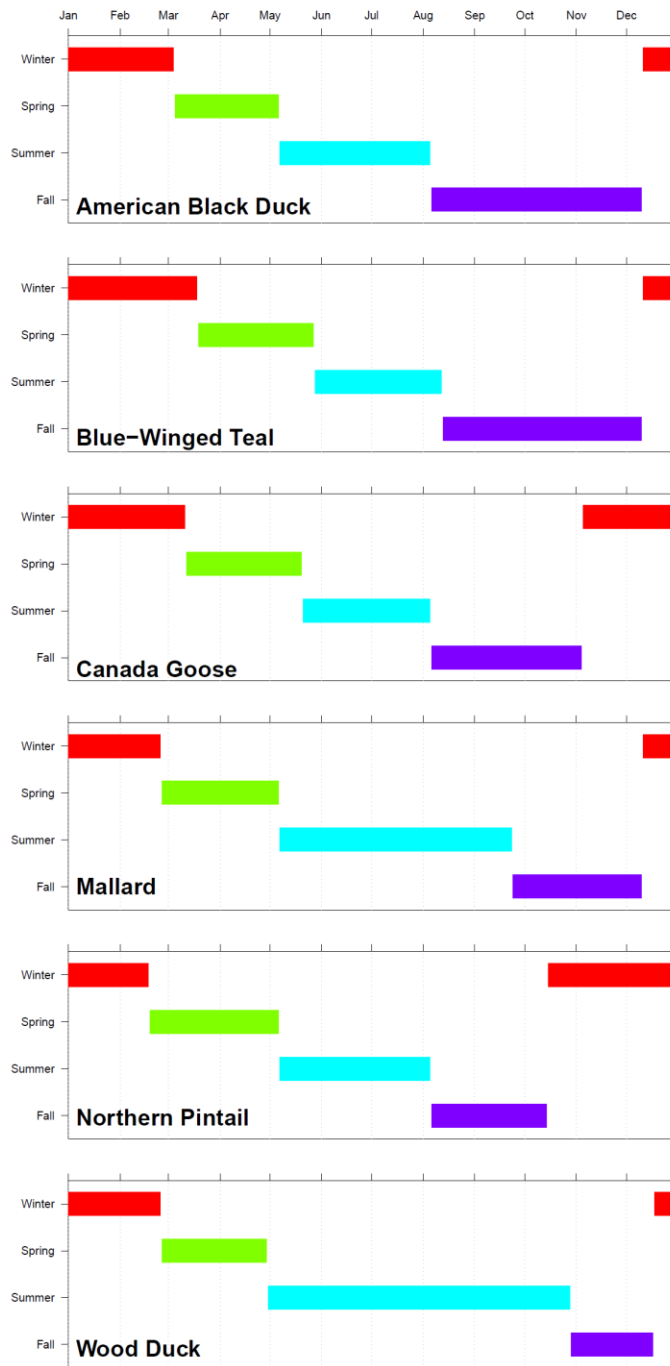 Jan Feb Mar Apr May Jun Jul Aug Sep Oct Nov Dec
Winter
Spring
Summer
Fall
American Black Duck
Winter
Spring
Summer
Fall
Blue−Winged Teal
Winter
Spring
Summer
Fall
Canada Goose
Winter
Spring
Summer
Fall
Mallard
Winter
Spring
Summer
Fall
Northern Pintail
Winter
Spring
Summer
Fall
Wood Duck